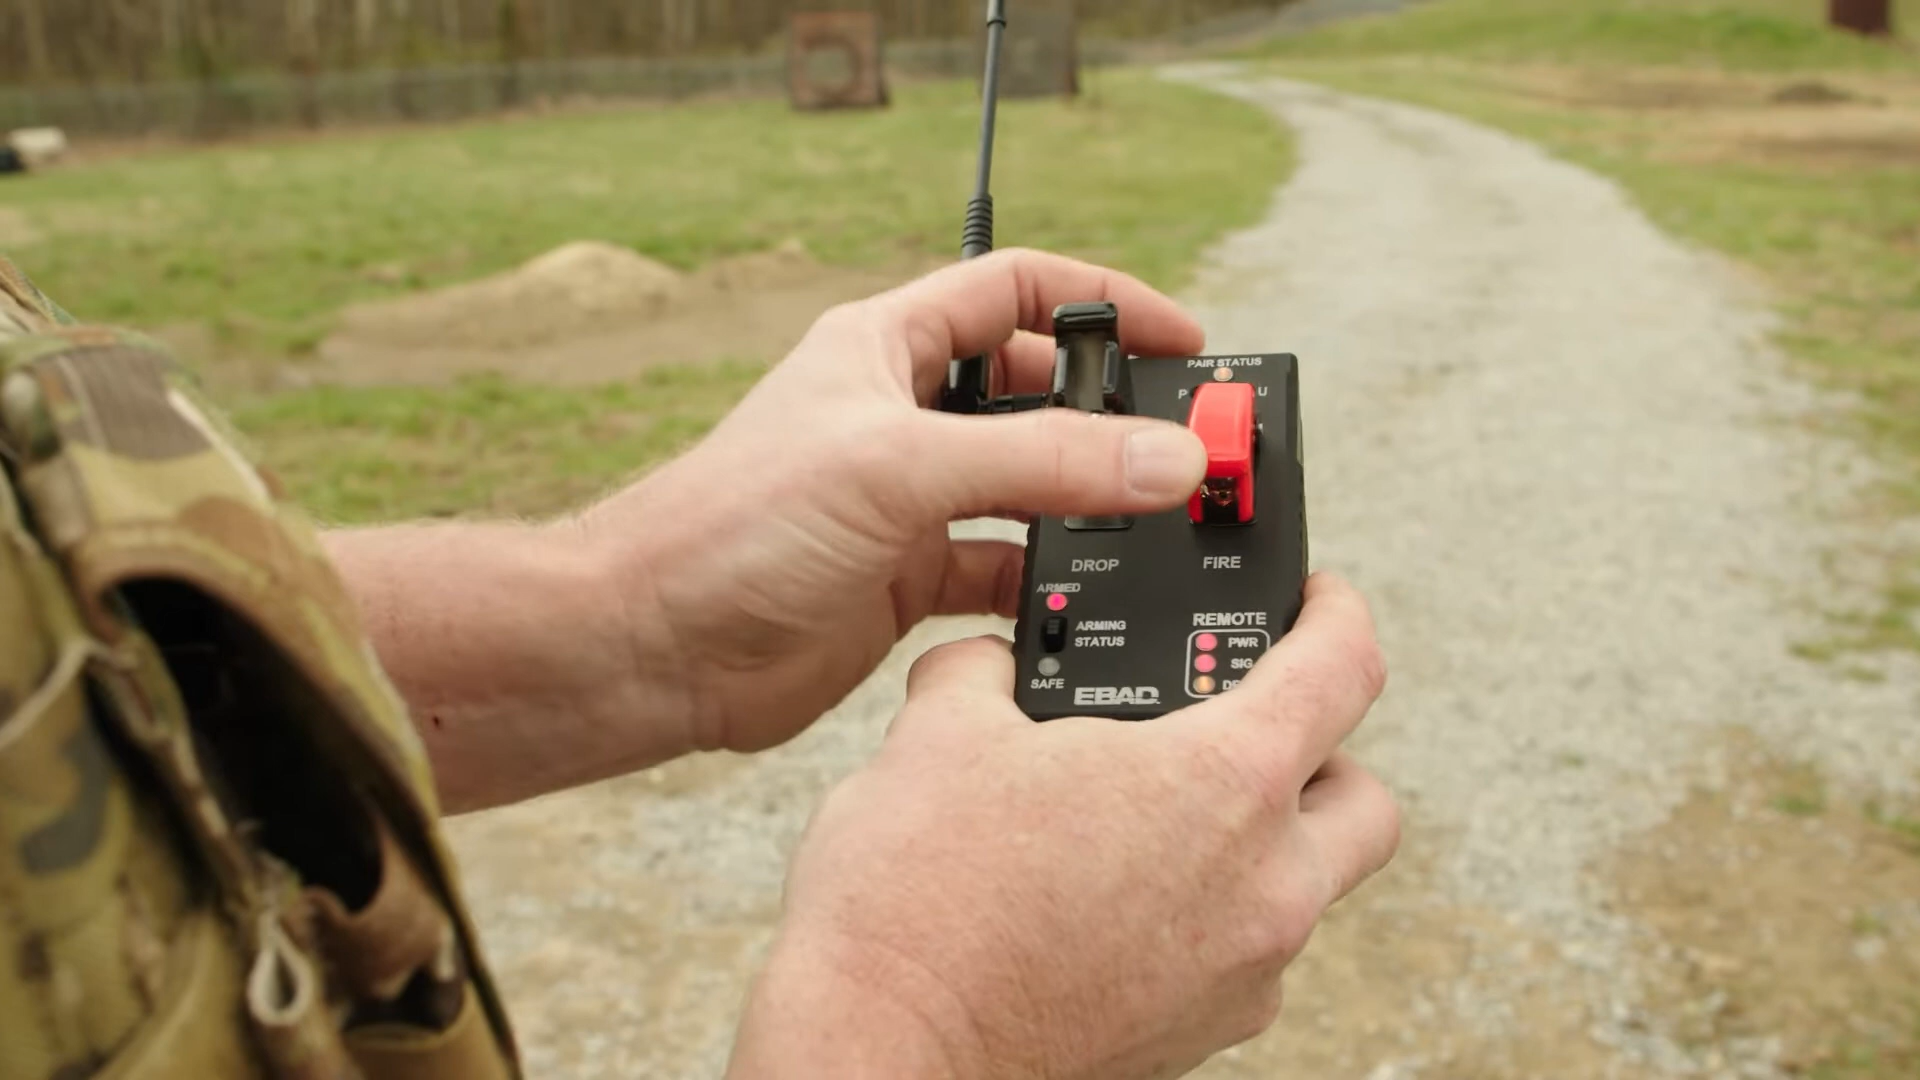 PAIR STATUS
P U
DROP FIRE
ARMED
ARMING
STATUS
SAFE
REMOTE
PWR
SIG
EBAD